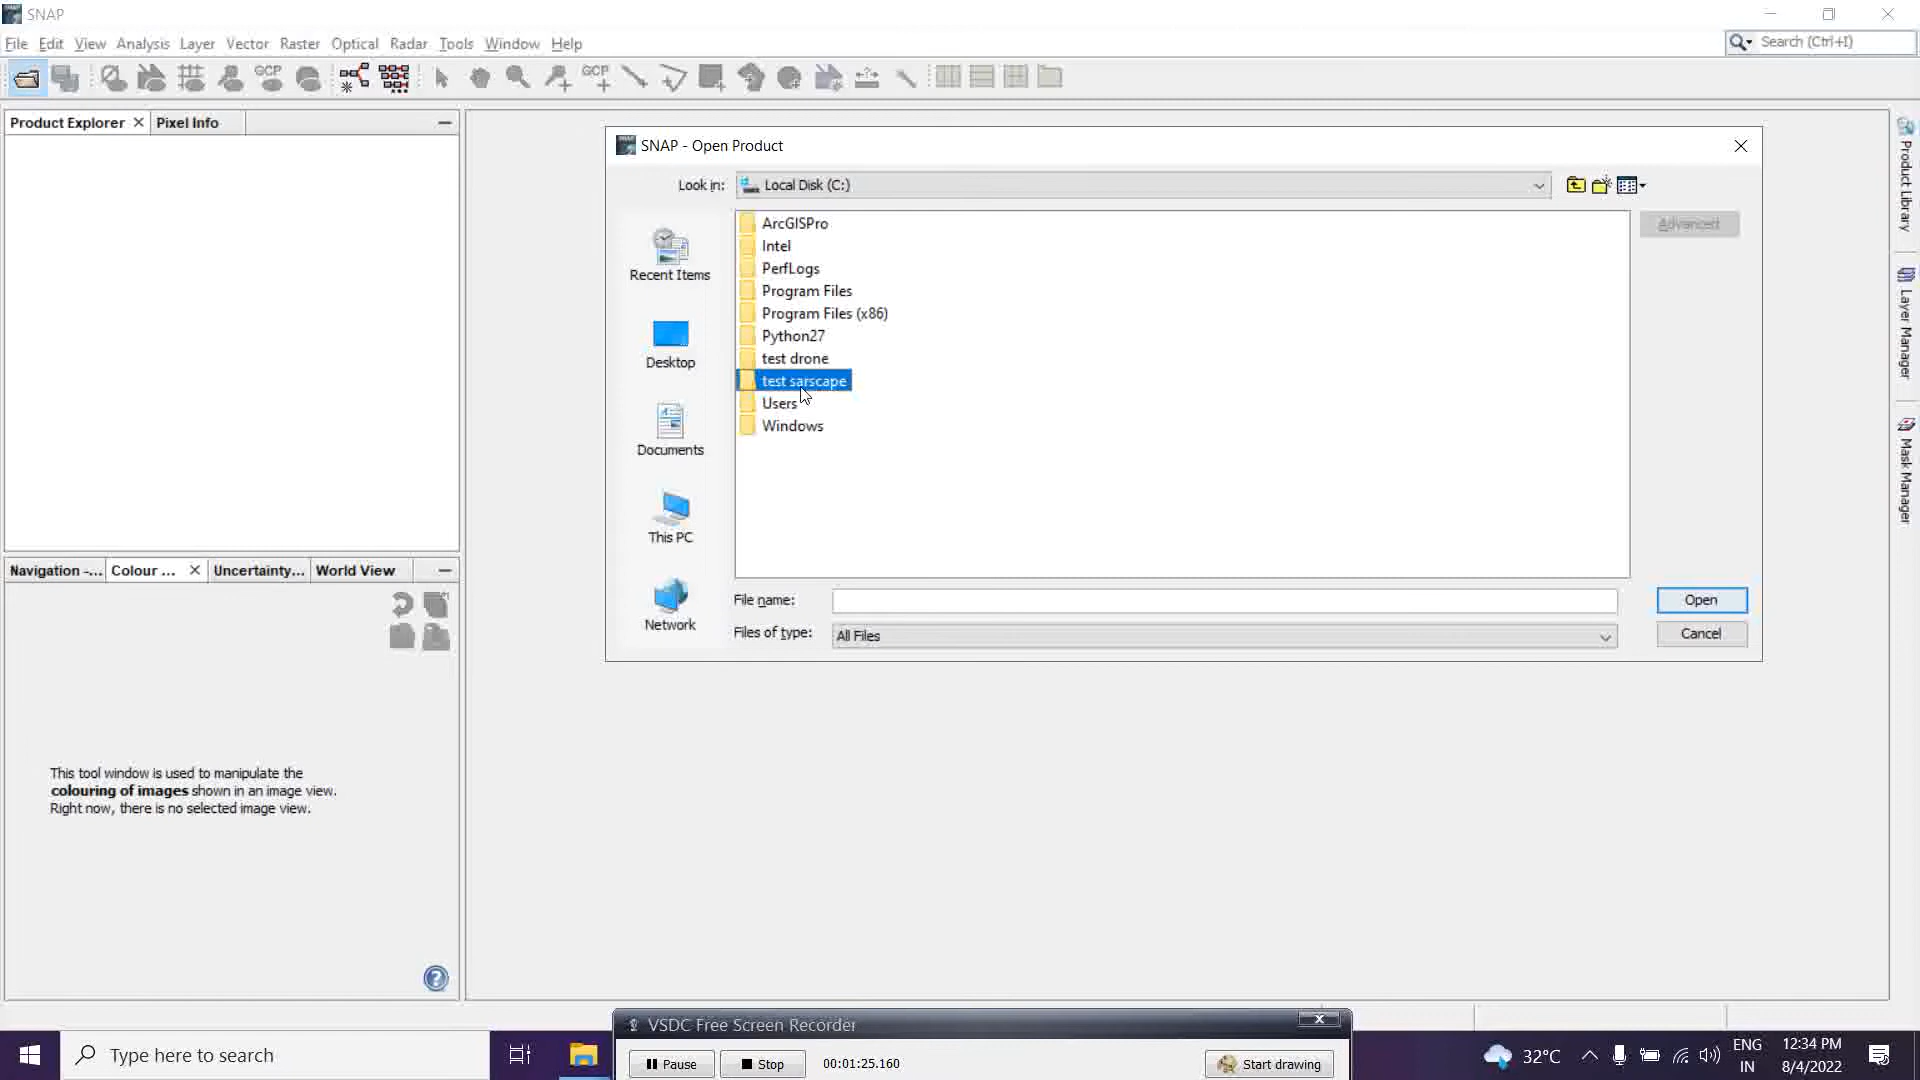 SNAP
File Edit View Analysis Layer Vector Raster Optical Radar Tools Window Help
Search (Ctrl+I)
GCP GCP
Product Explorer Pixel Info
SNAP - Open Product
Look in: Local Disk (C:)
Advanced
Recent Items
Desktop
Documents
This PC
Network
ArcGISPro
Intel
PerfLogs
Program Files
Program Files (x86)
Python27
test drone
test sarscape
Users
Windows
File name:
Open
Files of type: All Files
Cancel
Product Library
Layer Manager
Mask Manager
Navigation -... Colour ... Uncertainty... World View
This tool window is used to manipulate the
colouring of images shown in an image view.
Right now, there is no selected image view.
VSDC Free Screen Recorder
Pause Stop 00:01:25.160 Start drawing
Type here to search
32°C
ENG
IN
12:34 PM
8/4/2022